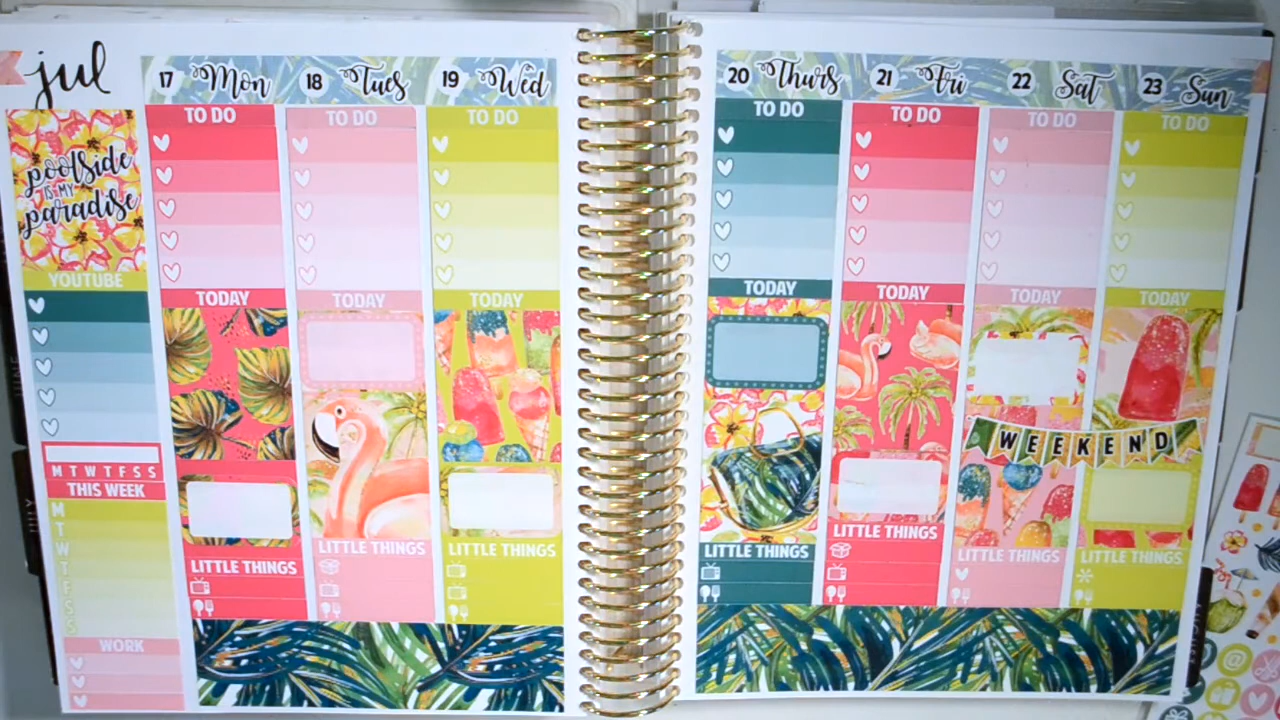 jul
17 Mon
18 Tues
19 Wed
20 Thurs
21 Fri
22 Sat
23 Sun
TO DO
TO DO
TO DO
TO DO
TO DO
TO DO
TO DO
poolside
IS MY
paradise
YOUTUBE
M T W T F S S
THIS WEEK
M
T
W
T
F
S
S
WORK
TODAY
TODAY
TODAY
TODAY
TODAY
TODAY
TODAY
WEEKEND
LITTLE THINGS
LITTLE THINGS
LITTLE THINGS
LITTLE THINGS
LITTLE THINGS
LITTLE THINGS
LITTLE THINGS